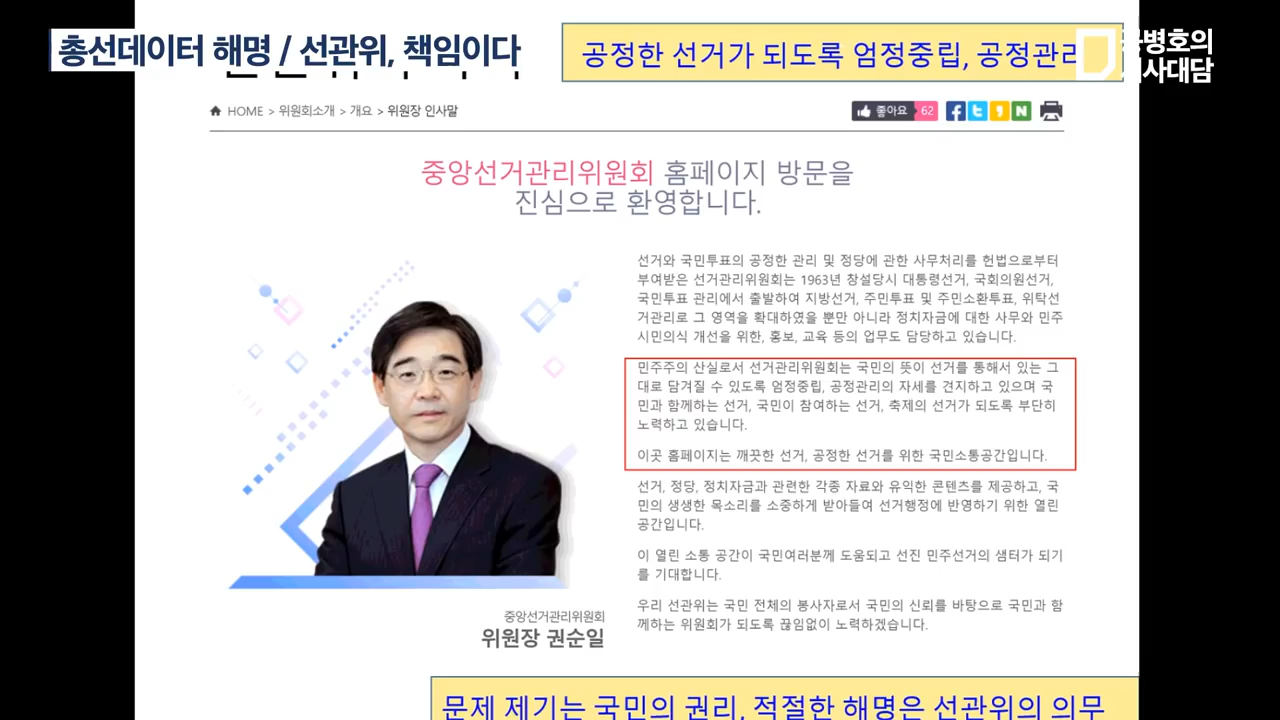 총선데이터 해명 / 선관위, 책임이다
공정한 선거가 되도록 엄정중립, 공정관리
공병호의
시사대담
HOME > 위원회소개 > 개요 > 위원장 인사말
좋아요 62
중앙선거관리위원회 홈페이지 방문을
진심으로 환영합니다.
선거와 국민투표의 공정한 관리 및 정당에 관한 사무처리를 헌법으로부터
부여받은 선거관리위원회는 1963년 창설당시 대통령선거, 국회의원선거,
국민투표 관리에서 출발하여 지방선거, 주민투표 및 주민소환투표, 위탁선
거관리로 그 영역을 확대하였을 뿐만 아니라 정치자금에 대한 사무와 민주
시민의식 개선을 위한, 홍보, 교육 등의 업무도 담당하고 있습니다.
민주주의 산실로서 선거관리위원회는 국민의 뜻이 선거를 통해서 있는 그
대로 담겨질 수 있도록 엄정중립, 공정관리의 자세를 견지하고 있으며 국
민과 함께하는 선거, 국민이 참여하는 선거, 축제의 선거가 되도록 부단히
노력하고 있습니다.
이곳 홈페이지는 깨끗한 선거, 공정한 선거를 위한 국민소통공간입니다.
선거, 정당, 정치자금과 관련한 각종 자료와 유익한 콘텐츠를 제공하고, 국
민의 생생한 목소리를 소중하게 받아들여 선거행정에 반영하기 위한 열린
공간입니다.
이 열린 소통 공간이 국민여러분께 도움되고 선진 민주선거의 샘터가 되기
를 기대합니다.
우리 선관위는 국민 전체의 봉사자로서 국민의 신뢰를 바탕으로 국민과 함
께하는 위원회가 되도록 끊임없이 노력하겠습니다.
중앙선거관리위원회
위원장 권순일
문제 제기는 국민의 권리, 적절한 해명은 선관위의 의무